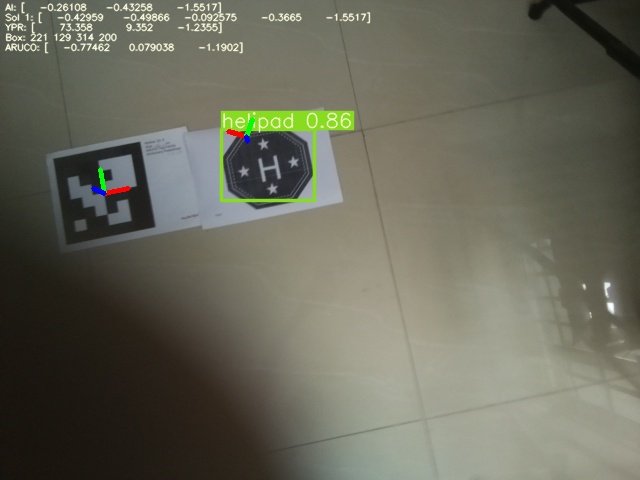 AI: [ -0.26108 -0.43258 -1.5517]
Sol 1: [ -0.42959 -0.49866 -0.092575 -0.3665 -1.5517]
YPR: [ 73.358 9.352 -1.2355]
Box: 221 129 314 200
ARUCO: [ -0.77462 0.079038 -1.1902]
helipad 0.86
H